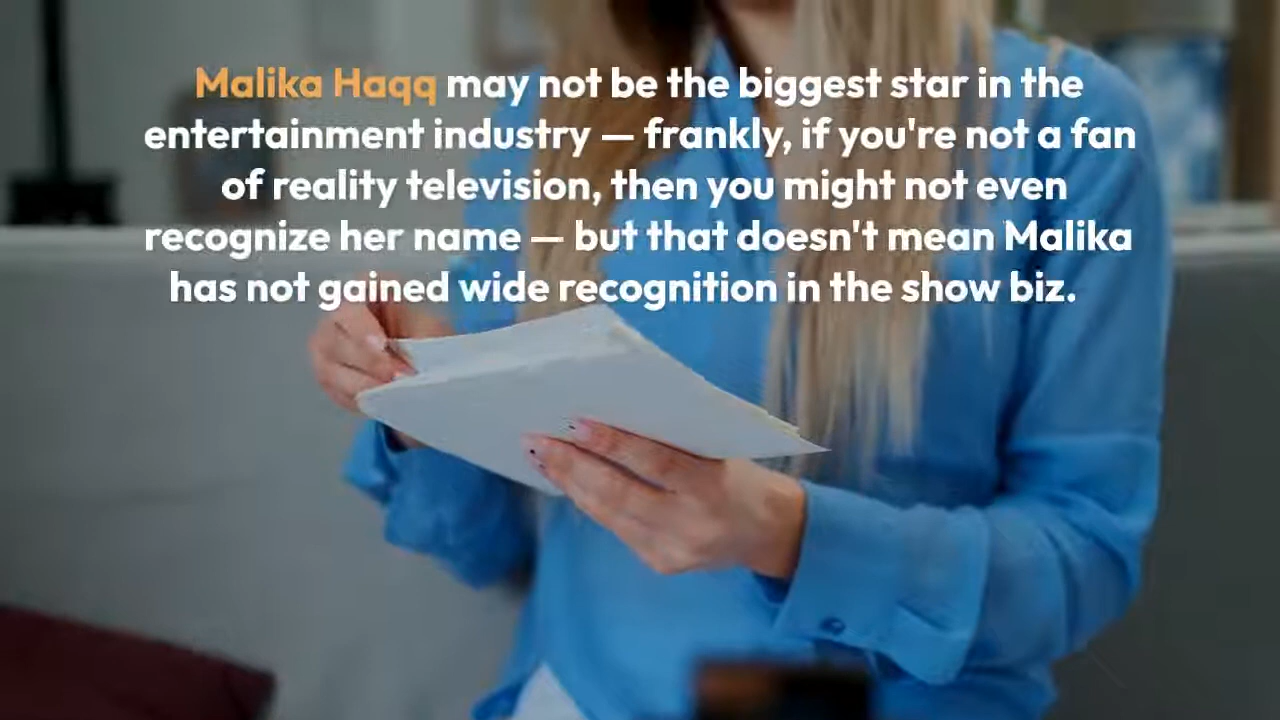 Malika Haqq may not be the biggest star in the
entertainment industry — frankly, if you're not a fan
of reality television, then you might not even
recognize her name — but that doesn't mean Malika
has not gained wide recognition in the show biz.